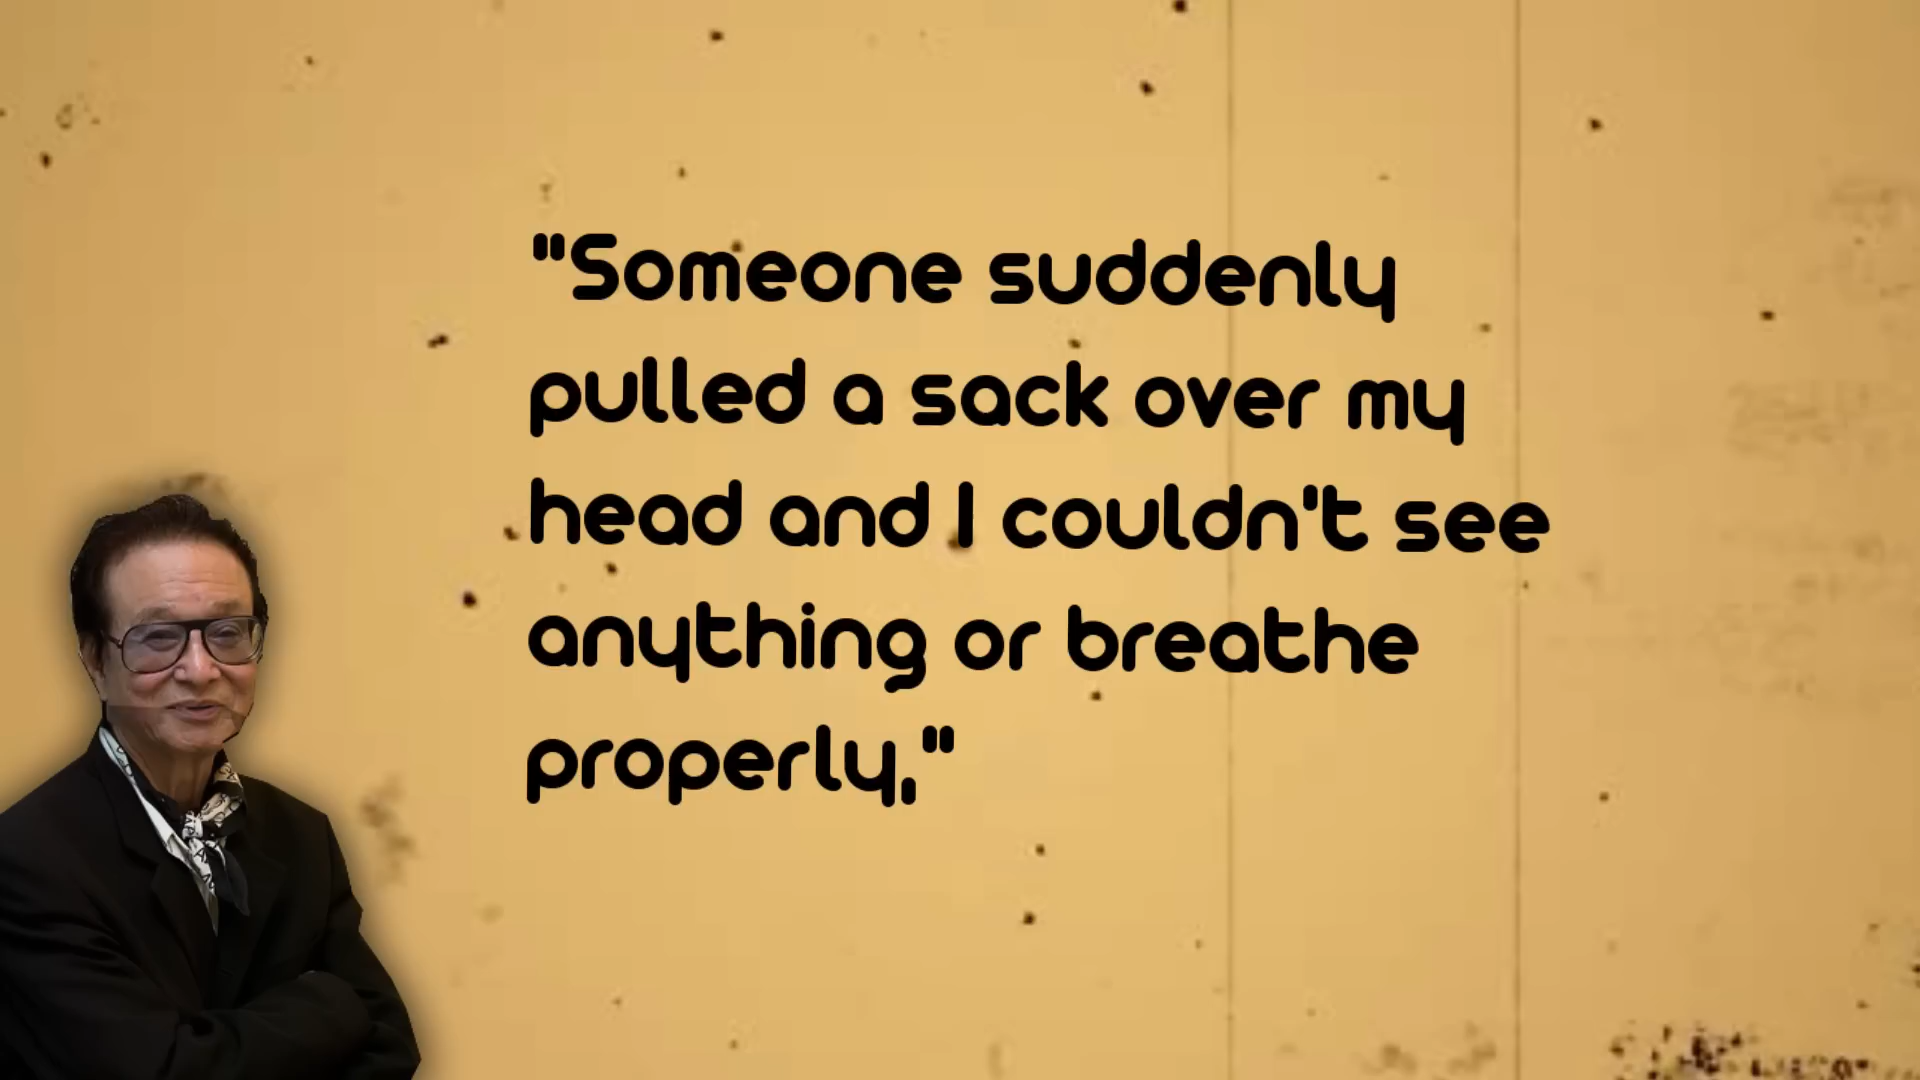 "Someone suddenly
pulled a sack over my
head and I couldn't see
anything or breathe
properly,"